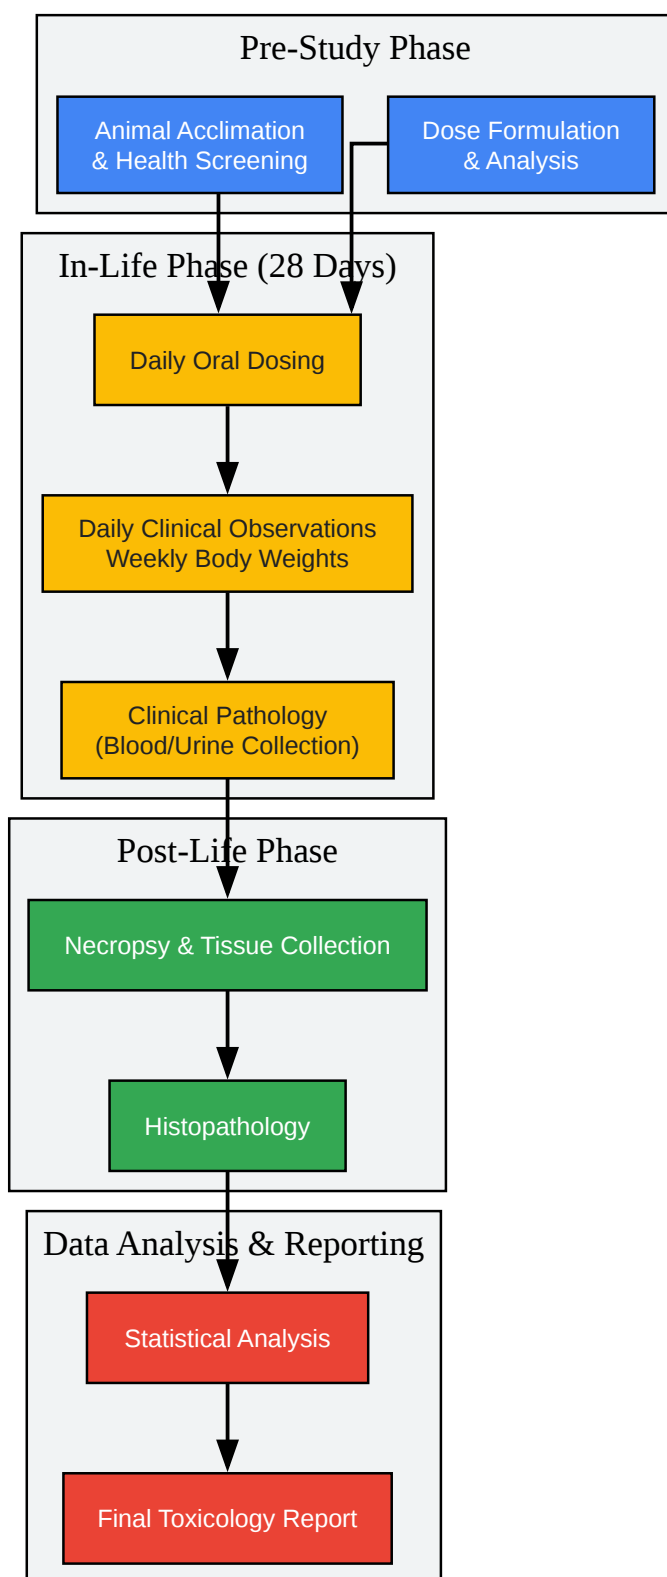 Pre-Study Phase
Animal Acclimation
& Health Screening
Dose Formulation
& Analysis
In-Life Phase (28 Days)
Daily Oral Dosing
Daily Clinical Observations
Weekly Body Weights
Clinical Pathology
(Blood/Urine Collection)
Post-Life Phase
Necropsy & Tissue Collection
Histopathology
Data Analysis & Reporting
Statistical Analysis
Final Toxicology Report